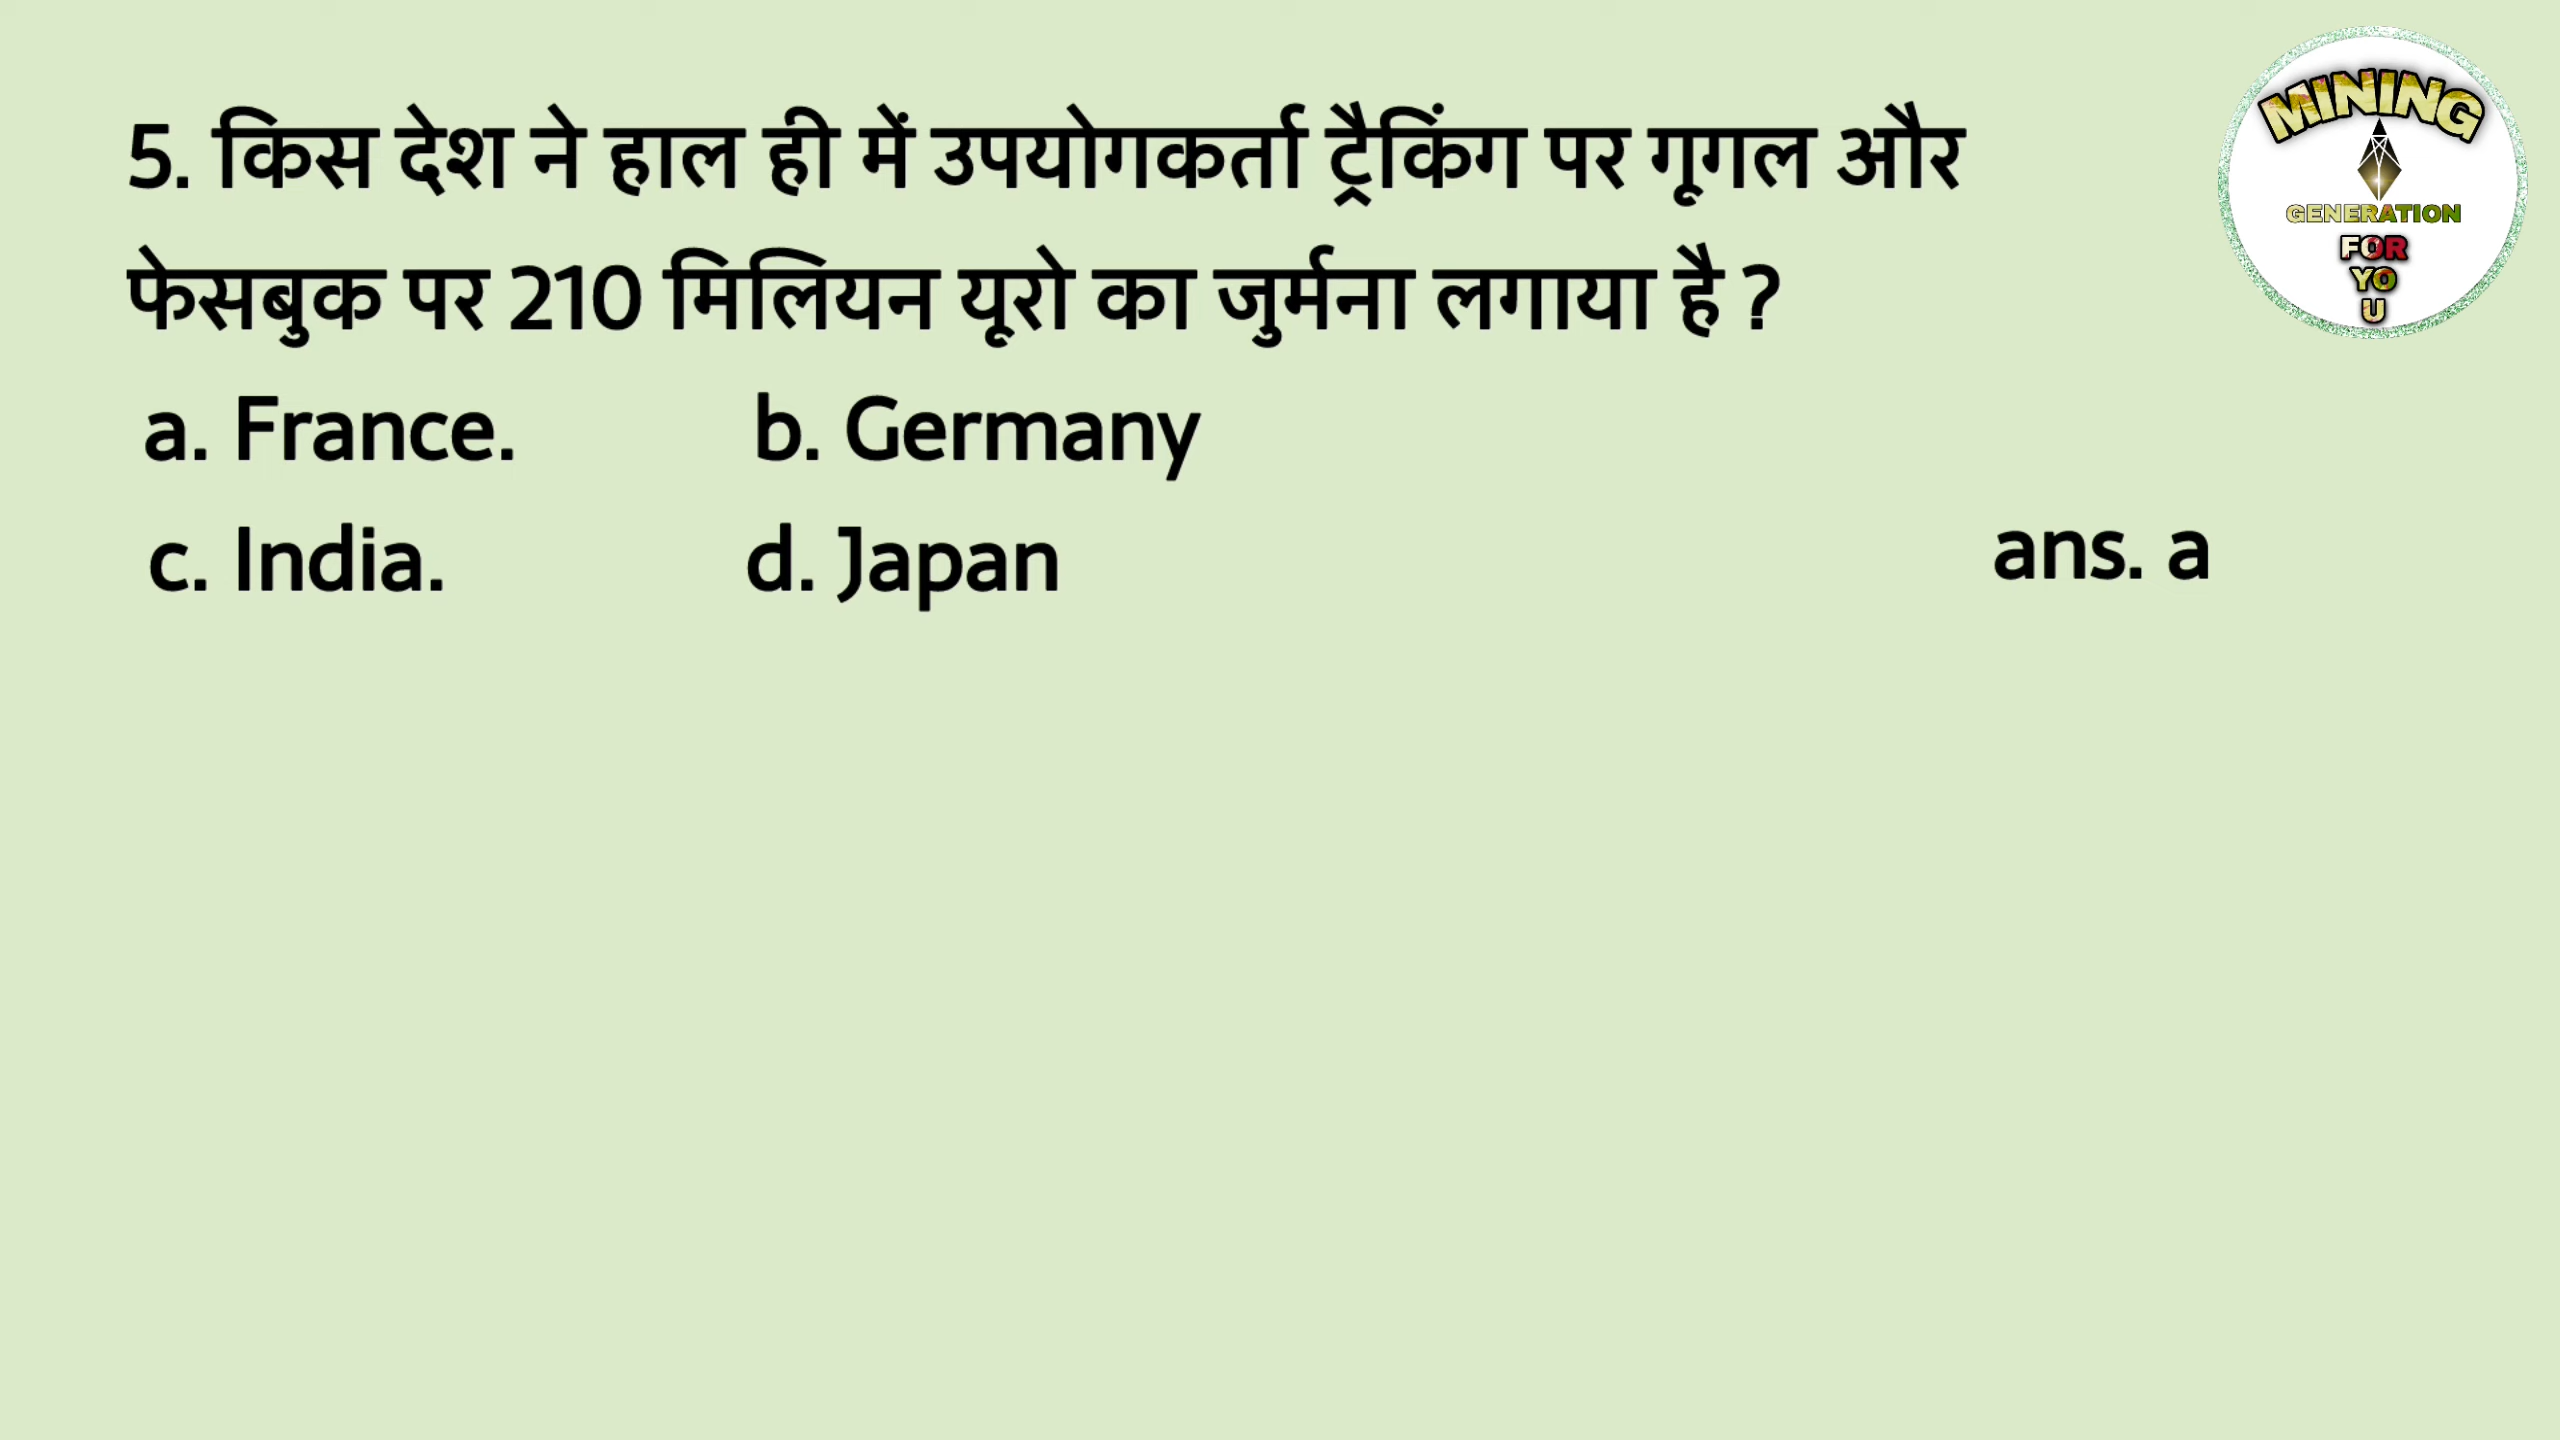 5. किस देश ने हाल ही में उपयोगकर्ता ट्रैकिंग पर गूगल और
फेसबुक पर 210 मिलियन यूरो का जुर्मना लगाया है ?
a. France. b. Germany
c. India. d. Japan
ans. a
MINING
GENERATION
FOR
YO
U